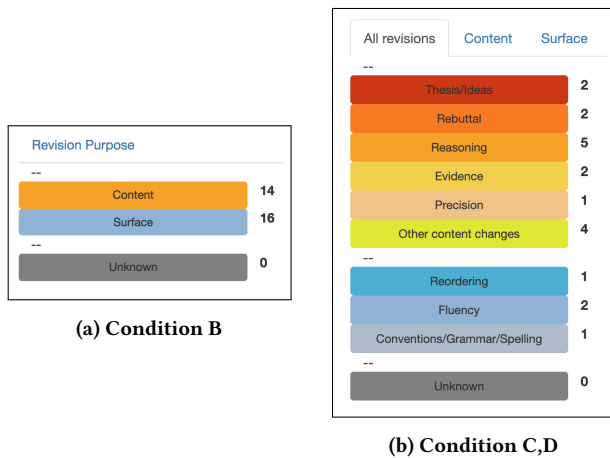 Revision Purpose
--
Content 14
Surface 16
--
Unknown 0
(a) Condition B
All revisions Content Surface
--
Thesis/Ideas 2
Rebuttal 2
Reasoning 5
Evidence 2
Precision 1
Other content changes 4
--
Reordering 1
Fluency 2
Conventions/Grammar/Spelling 1
--
Unknown 0
(b) Condition C,D